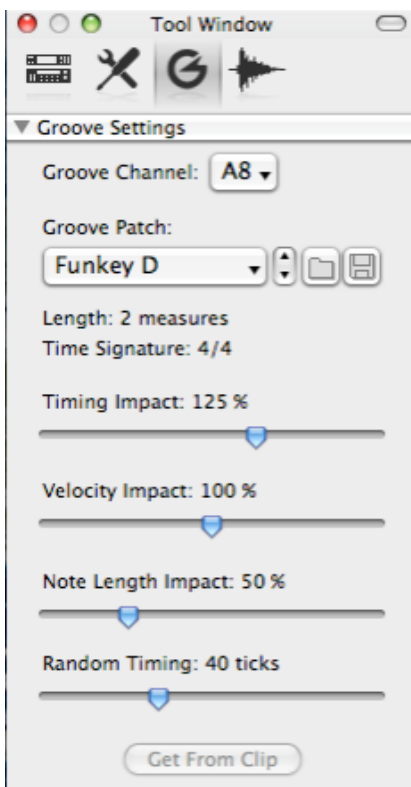 Tool Window
Groove Settings
Groove Channel: A8
Groove Patch:
Funkey D
Length: 2 measures
Time Signature: 4/4
Timing Impact: 125 %
Velocity Impact: 100 %
Note Length Impact: 50 %
Random Timing: 40 ticks
Get From Clip